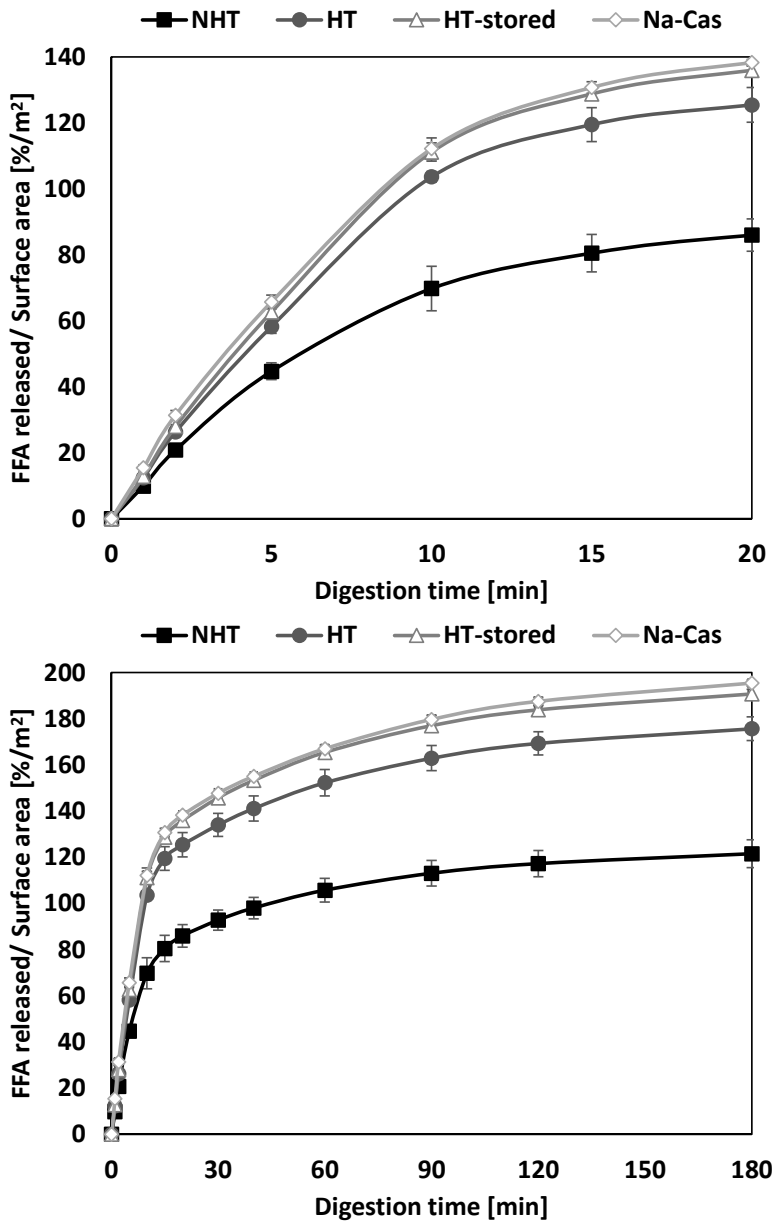 NHT HT HT-stored Na-Cas
140
120
100
80
60
40
20
0
FFA released/ Surface area [%/m²]
0 5 10 15 20
Digestion time [min]
NHT HT HT-stored Na-Cas
200
180
160
140
120
100
80
60
40
20
0
FFA released/ Surface area [%/m²]
0 30 60 90 120 150 180
Digestion time [min]